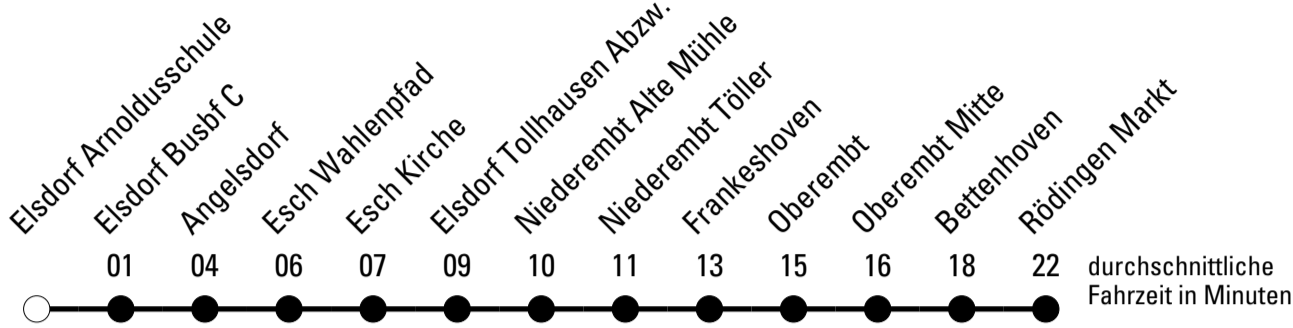 Elsdorf Arnoldusschule
Elsdorf Busbf C
Angelsdorf
Esch Wahlenpfad
Esch Kirche
Elsdorf Tollhausen Abzw.
Niederembt Alte Mühle
Niederembt Töller
Frankeshoven
Oberembt
Oberembt Mitte
Bettenhoven
Rödingen Markt
01 04 06 07 09 10 11 13 15 16 18 22
durchschnittliche
Fahrzeit in Minuten